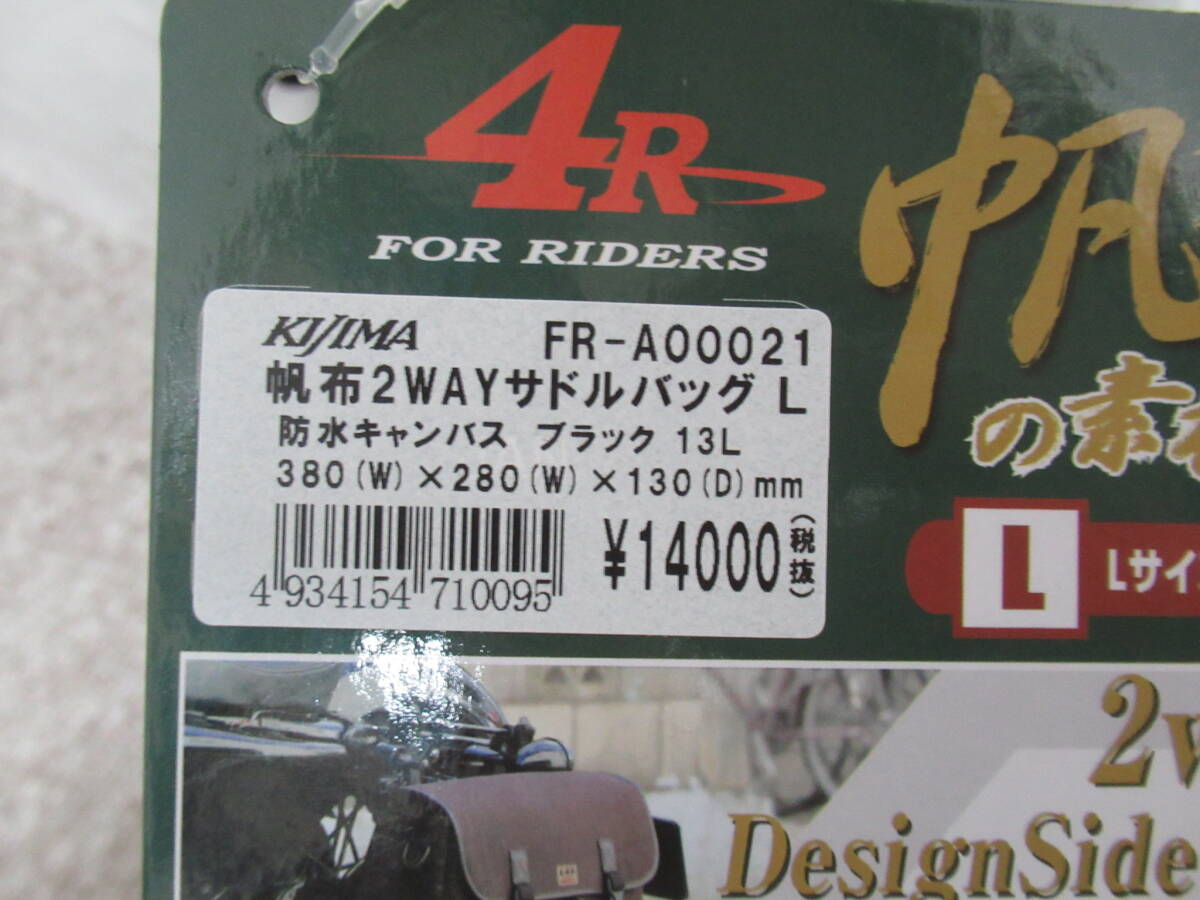 4R
FOR RIDERS
帆
の素
KIJIMA FR-A00021
帆布2WAYサドルバッグ L
防水キャンバス ブラック 13L
380(W)×280(W)×130(D)mm
¥14000(税抜)
4 934154 710095
L Lサイ
2w
DesignSide